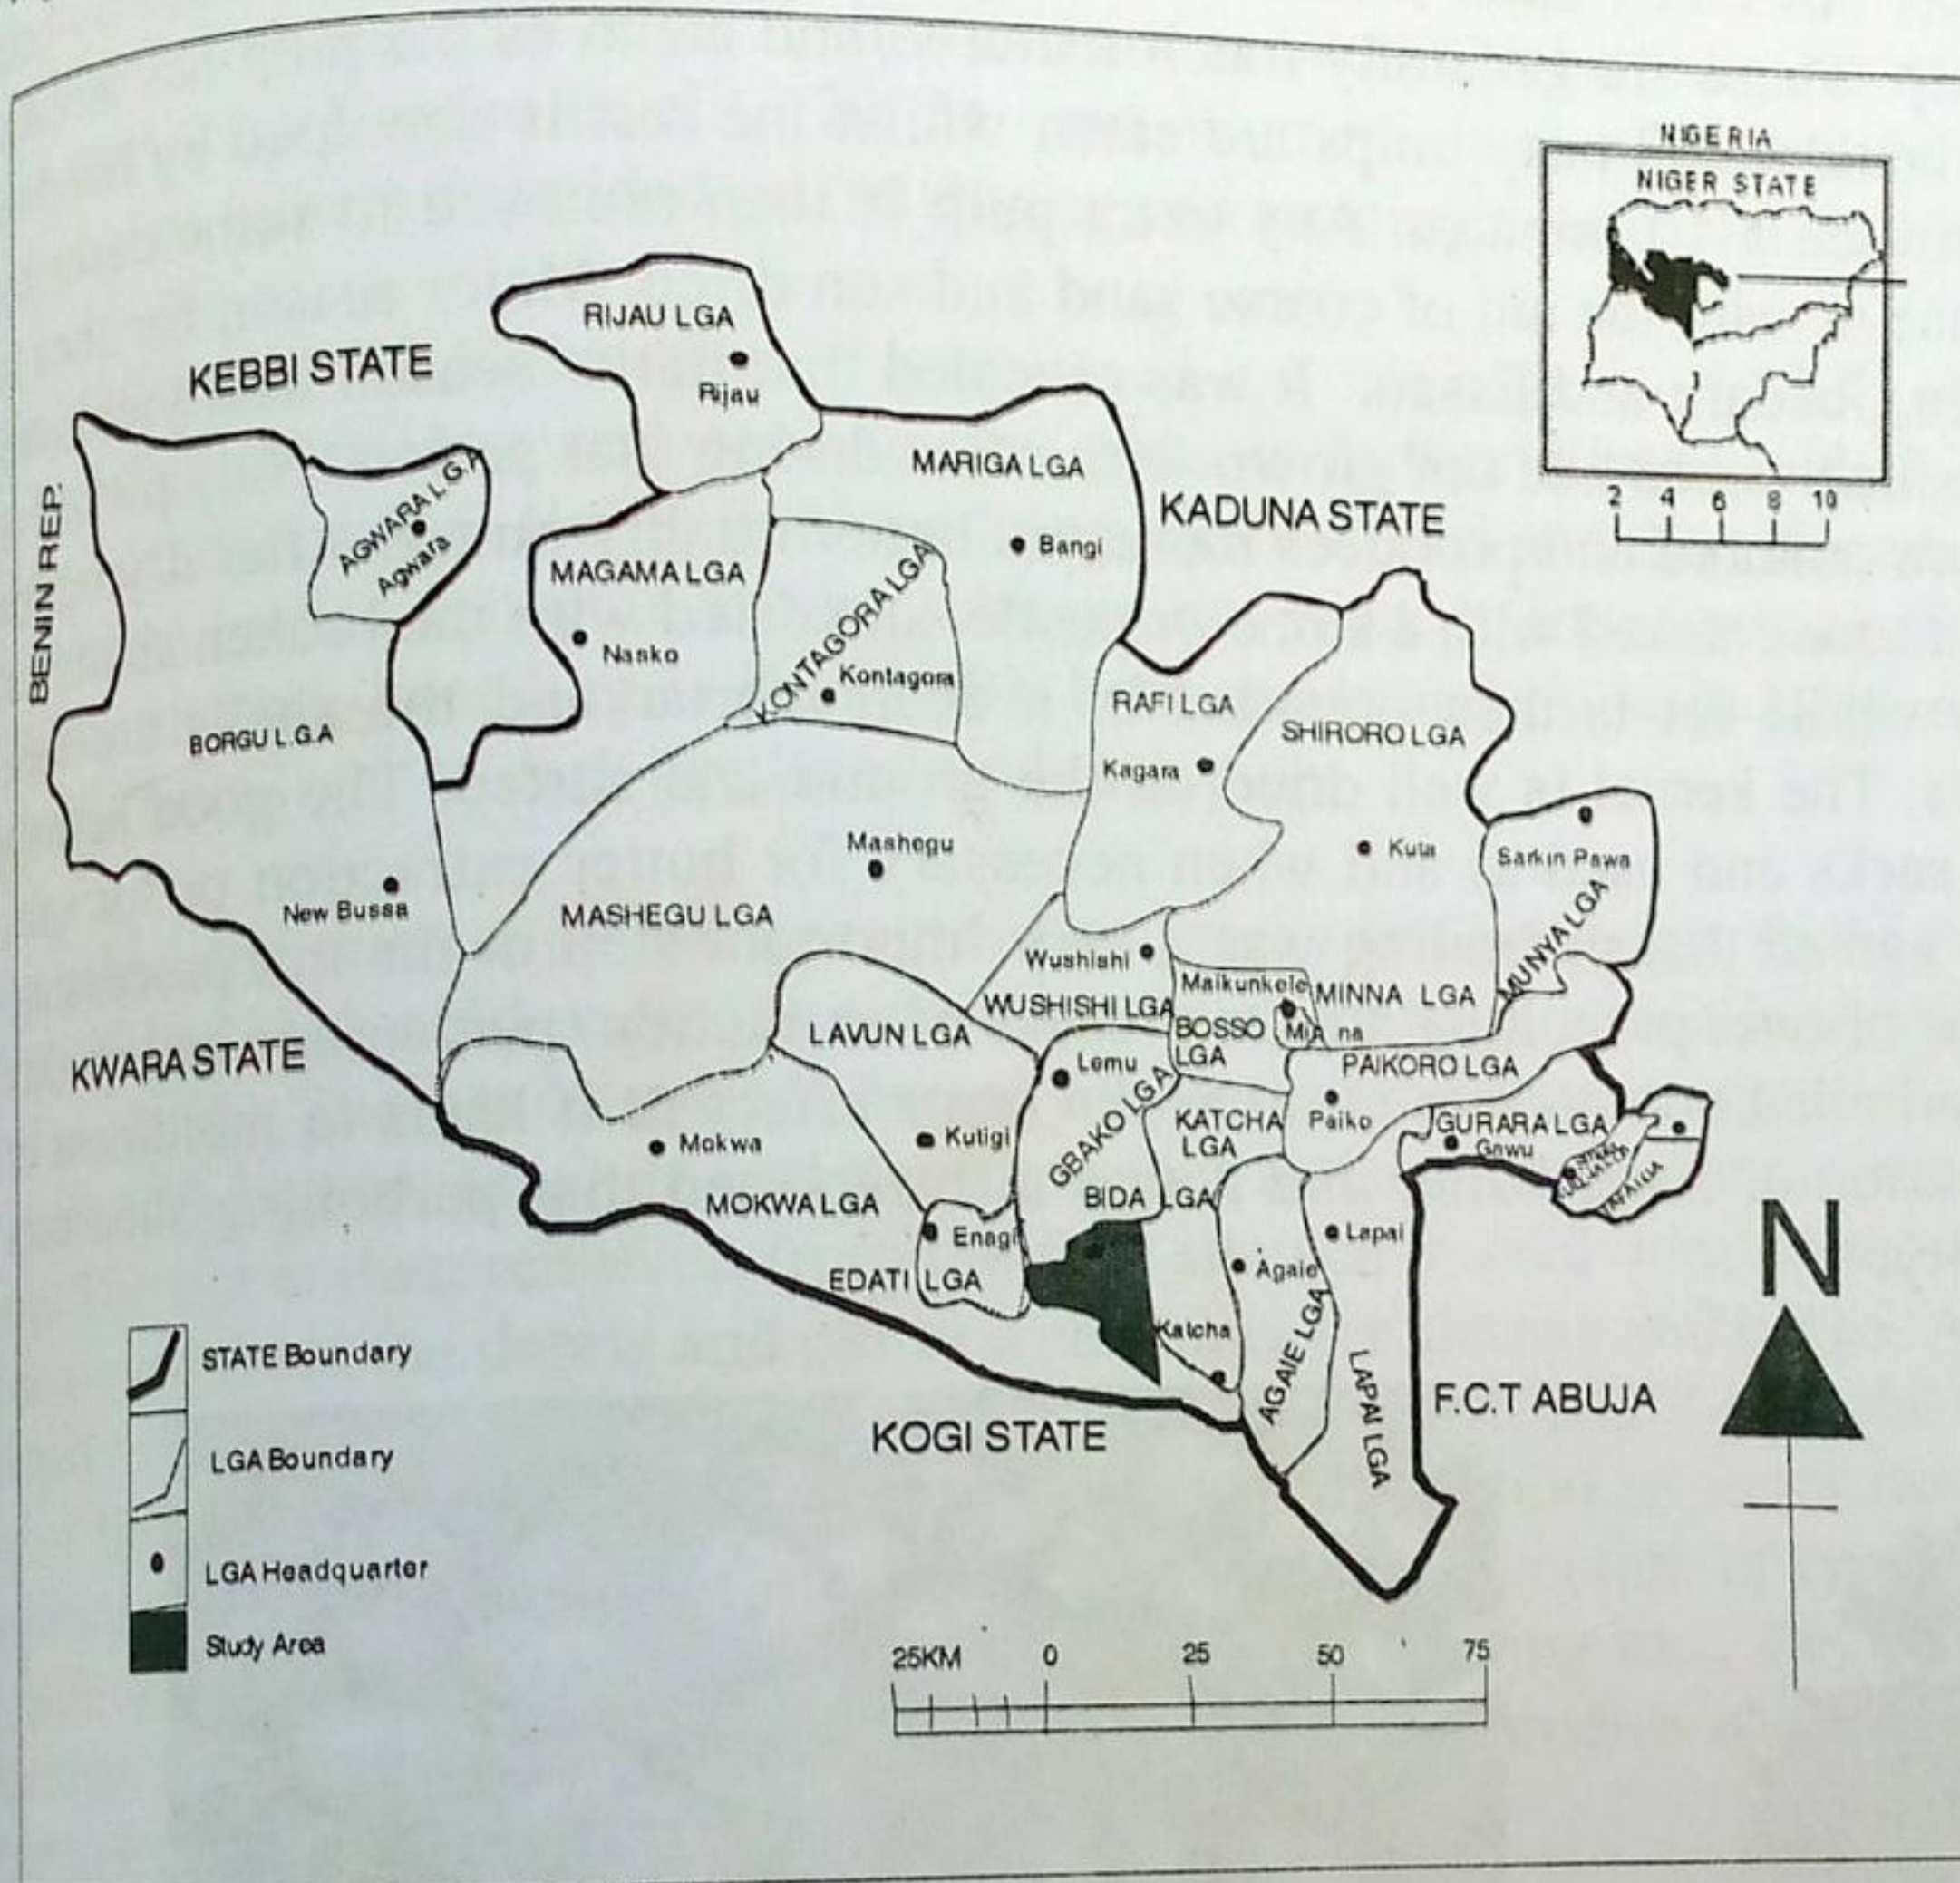 NIGERIA
NIGER STATE
2 4 6 8 10
RIJAU LGA
Rijau
KEBBI STATE
MARIGA LGA
Bangi
KADUNA STATE
AGWARA L.G.A
Agwara
BENIN REP.
MAGAMA LGA
Nasko
KONTAGORA LGA
Kontagora
BORGU L.G.A
New Bussa
RAFI LGA
Kagara
SHIRORO LGA
Kuta
Sarkin Pawa
MUNYA LGA
Mashegu
MASHEGU LGA
Wushishi
WUSHISHI LGA
Maikunkele
MINNA LGA
BOSSO
LGA
Minna
LAVUN LGA
Kutigi
KWARA STATE
Lemu
GBAKO LGA
PAIKORO LGA
Paiko
KATCHA
LGA
GURARA LGA
Gawu
Mokwa
MOKWA LGA
BIDA LGA
Enagi
EDATI LGA
Lapai
LAPAI LGA
Agaie
AGAIE LGA
Katcha
N
F.C.T ABUJA
KOGI STATE
STATE Boundary
LGA Boundary
LGA Headquarter
Study Area
25KM 0 25 50 75